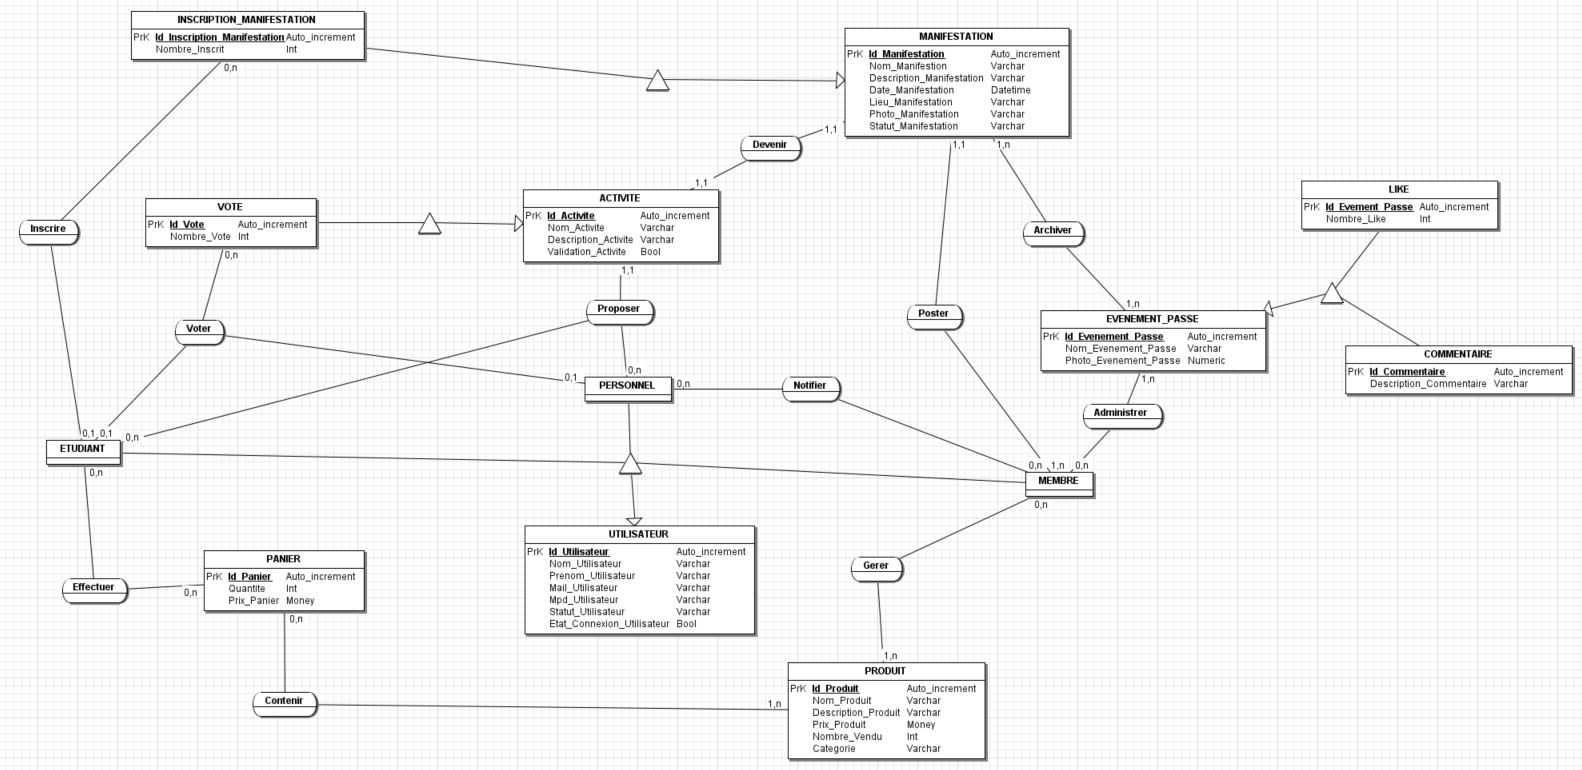 INSCRIPTION_MANIFESTATION
PrK Id_Inscription_Manifestation Auto_increment
Nombre_Inscrit Int
0,n
MANIFESTATION
PrK Id_Manifestation Auto_increment
Nom_Manifestion Varchar
Description_Manifestation Varchar
Date_Manifestation Datetime
Lieu_Manifestation Varchar
Photo_Manifestation Varchar
Statut_Manifestation Varchar
1,1
1,1
1,n
Devenir
1,1
ACTIVITE
PrK Id_Activite Auto_increment
Nom_Activite Varchar
Description_Activite Varchar
Validation_Activite Bool
1,1
VOTE
PrK Id_Vote Auto_increment
Nombre_Vote Int
0,n
LIKE
PrK Id_Evement_Passe Auto_increment
Nombre_Like Int
Inscrire
Archiver
1,n
Proposer
Poster
Voter
EVENEMENT_PASSE
PrK Id_Evenement_Passe Auto_increment
Nom_Evenement_Passe Varchar
Photo_Evenement_Passe Numeric
1,n
COMMENTAIRE
PrK Id_Commentaire Auto_increment
Description_Commentaire Varchar
0,n
0,1
PERSONNEL
0,n
Notifier
Administrer
0,1 0,1
0,n
ETUDIANT
0,n
0,n 1,n 0,n
MEMBRE
0,n
UTILISATEUR
PrK Id_Utilisateur Auto_increment
Nom_Utilisateur Varchar
Prenom_Utilisateur Varchar
Mail_Utilisateur Varchar
Mpd_Utilisateur Varchar
Statut_Utilisateur Varchar
Etat_Connexion_Utilisateur Bool
PANIER
PrK Id_Panier Auto_increment
Quantite Int
Prix_Panier Money
0,n
Effectuer
0,n
Gerer
1,n
Contenir
1,n
PRODUIT
PrK Id_Produit Auto_increment
Nom_Produit Varchar
Description_Produit Varchar
Prix_Produit Money
Nombre_Vendu Int
Categorie Varchar